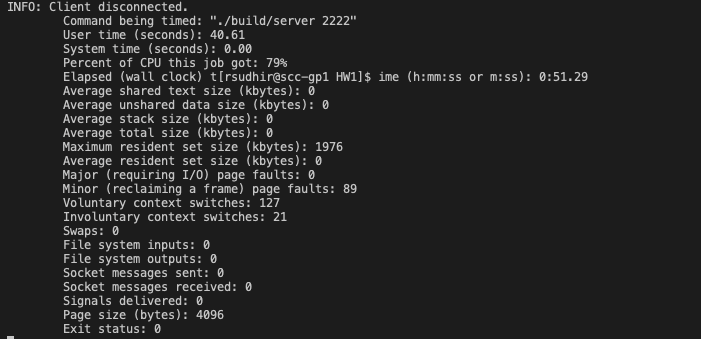 INFO: Client disconnected.
Command being timed: "./build/server 2222"
User time (seconds): 40.61
System time (seconds): 0.00
Percent of CPU this job got: 79%
Elapsed (wall clock) t[rsudhir@scc-gp1 HW1]$ ime (h:mm:ss or m:ss): 0:51.29
Average shared text size (kbytes): 0
Average unshared data size (kbytes): 0
Average stack size (kbytes): 0
Average total size (kbytes): 0
Maximum resident set size (kbytes): 1976
Average resident set size (kbytes): 0
Major (requiring I/O) page faults: 0
Minor (reclaiming a frame) page faults: 89
Voluntary context switches: 127
Involuntary context switches: 21
Swaps: 0
File system inputs: 0
File system outputs: 0
Socket messages sent: 0
Socket messages received: 0
Signals delivered: 0
Page size (bytes): 4096
Exit status: 0